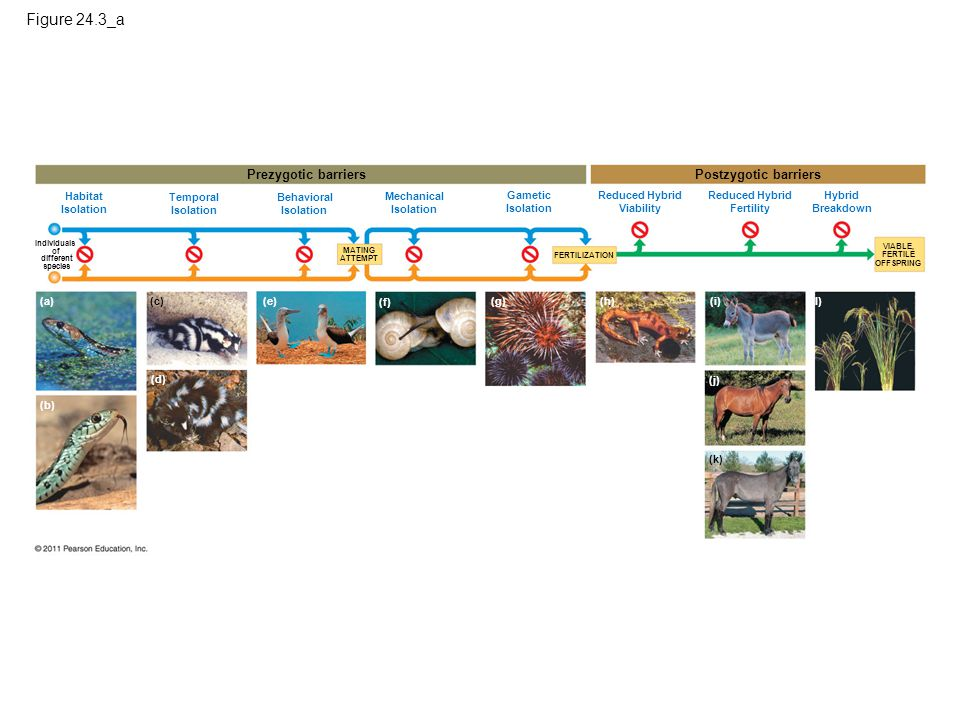 Figure 24.3_a
Prezygotic barriers
Postzygotic barriers
Habitat
Isolation
Temporal
Isolation
Behavioral
Isolation
Mechanical
Isolation
Gametic
Isolation
Reduced Hybrid
Viability
Reduced Hybrid
Fertility
Hybrid
Breakdown
Individuals
of
different
species
MATING
ATTEMPT
FERTILIZATION
VIABLE,
FERTILE
OFFSPRING
(a)
(c)
(e)
(f)
(g)
(h)
(i)
l)
(d)
(j)
(b)
(k)
© 2011 Pearson Education, Inc.